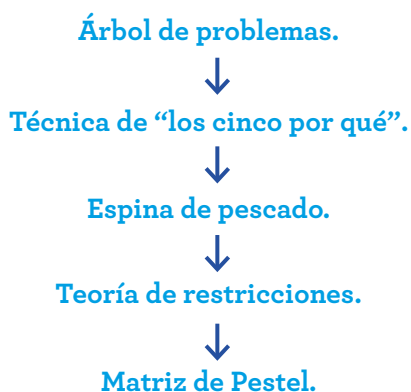 Árbol de problemas.
Técnica de “los cinco por qué”.
Espina de pescado.
Teoría de restricciones.
Matriz de Pestel.